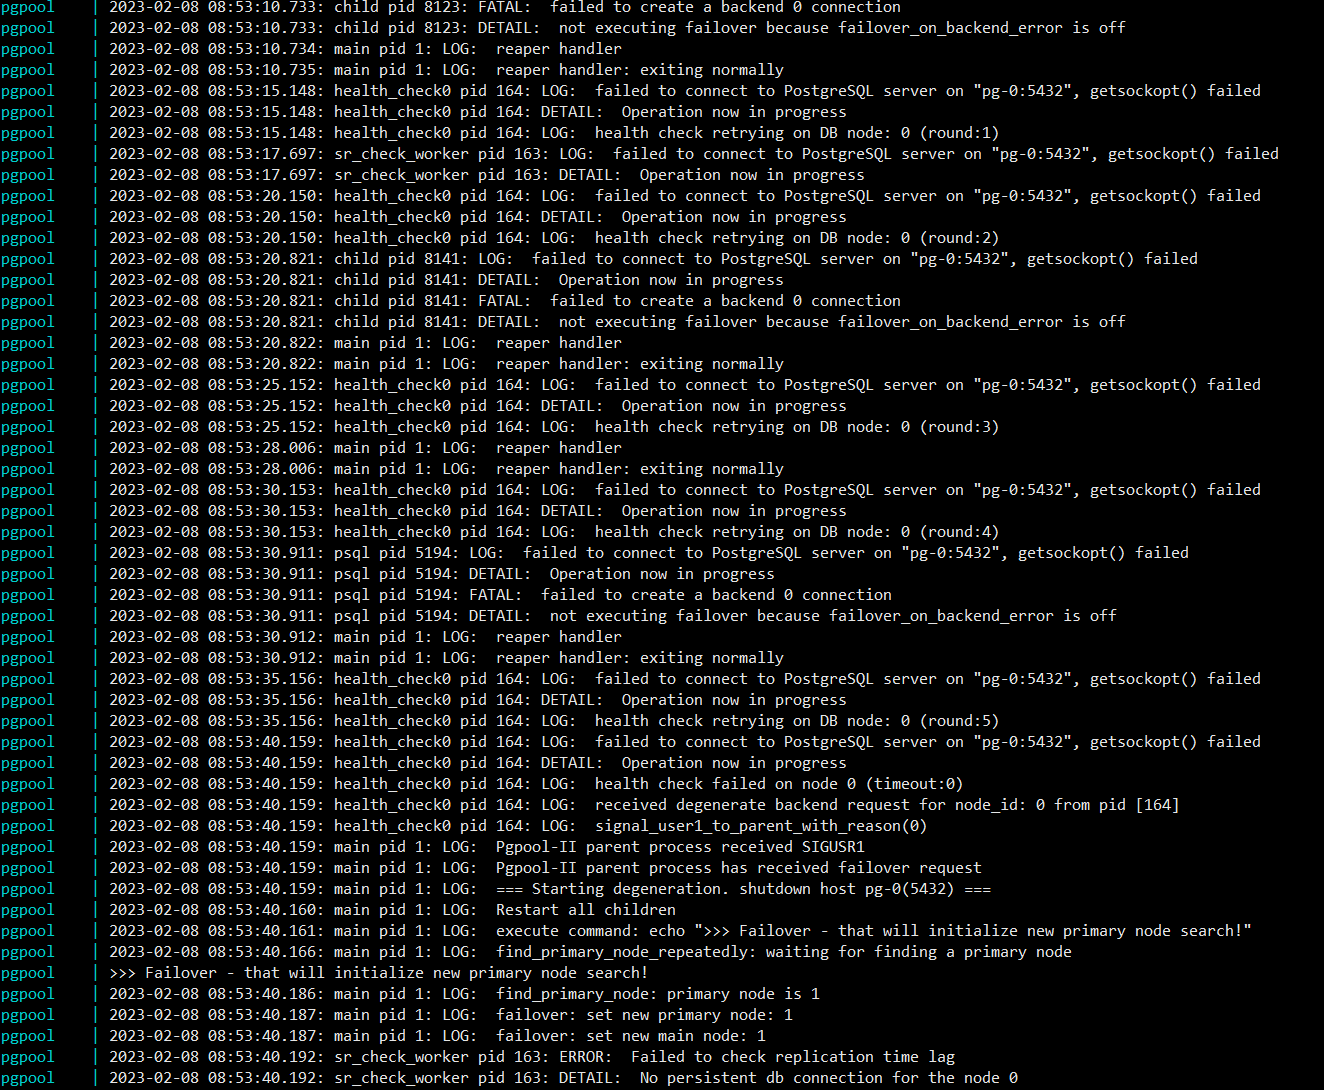 pgpool    | 2023-02-08 08:53:10.733: child pid 8123: FATAL:  failed to create a backend 0 connection
pgpool    | 2023-02-08 08:53:10.733: child pid 8123: DETAIL:  not executing failover because failover_on_backend_error is off
pgpool    | 2023-02-08 08:53:10.734: main pid 1: LOG:  reaper handler
pgpool    | 2023-02-08 08:53:10.735: main pid 1: LOG:  reaper handler: exiting normally
pgpool    | 2023-02-08 08:53:15.148: health_check0 pid 164: LOG:  failed to connect to PostgreSQL server on "pg-0:5432", getsockopt() failed
pgpool    | 2023-02-08 08:53:15.148: health_check0 pid 164: DETAIL:  Operation now in progress
pgpool    | 2023-02-08 08:53:15.148: health_check0 pid 164: LOG:  health check retrying on DB node: 0 (round:1)
pgpool    | 2023-02-08 08:53:17.697: sr_check_worker pid 163: LOG:  failed to connect to PostgreSQL server on "pg-0:5432", getsockopt() failed
pgpool    | 2023-02-08 08:53:17.697: sr_check_worker pid 163: DETAIL:  Operation now in progress
pgpool    | 2023-02-08 08:53:20.150: health_check0 pid 164: LOG:  failed to connect to PostgreSQL server on "pg-0:5432", getsockopt() failed
pgpool    | 2023-02-08 08:53:20.150: health_check0 pid 164: DETAIL:  Operation now in progress
pgpool    | 2023-02-08 08:53:20.150: health_check0 pid 164: LOG:  health check retrying on DB node: 0 (round:2)
pgpool    | 2023-02-08 08:53:20.821: child pid 8141: LOG:  failed to connect to PostgreSQL server on "pg-0:5432", getsockopt() failed
pgpool    | 2023-02-08 08:53:20.821: child pid 8141: DETAIL:  Operation now in progress
pgpool    | 2023-02-08 08:53:20.821: child pid 8141: FATAL:  failed to create a backend 0 connection
pgpool    | 2023-02-08 08:53:20.821: child pid 8141: DETAIL:  not executing failover because failover_on_backend_error is off
pgpool    | 2023-02-08 08:53:20.822: main pid 1: LOG:  reaper handler
pgpool    | 2023-02-08 08:53:20.822: main pid 1: LOG:  reaper handler: exiting normally
pgpool    | 2023-02-08 08:53:25.152: health_check0 pid 164: LOG:  failed to connect to PostgreSQL server on "pg-0:5432", getsockopt() failed
pgpool    | 2023-02-08 08:53:25.152: health_check0 pid 164: DETAIL:  Operation now in progress
pgpool    | 2023-02-08 08:53:25.152: health_check0 pid 164: LOG:  health check retrying on DB node: 0 (round:3)
pgpool    | 2023-02-08 08:53:28.006: main pid 1: LOG:  reaper handler
pgpool    | 2023-02-08 08:53:28.006: main pid 1: LOG:  reaper handler: exiting normally
pgpool    | 2023-02-08 08:53:30.153: health_check0 pid 164: LOG:  failed to connect to PostgreSQL server on "pg-0:5432", getsockopt() failed
pgpool    | 2023-02-08 08:53:30.153: health_check0 pid 164: DETAIL:  Operation now in progress
pgpool    | 2023-02-08 08:53:30.153: health_check0 pid 164: LOG:  health check retrying on DB node: 0 (round:4)
pgpool    | 2023-02-08 08:53:30.911: psql pid 5194: LOG:  failed to connect to PostgreSQL server on "pg-0:5432", getsockopt() failed
pgpool    | 2023-02-08 08:53:30.911: psql pid 5194: DETAIL:  Operation now in progress
pgpool    | 2023-02-08 08:53:30.911: psql pid 5194: FATAL:  failed to create a backend 0 connection
pgpool    | 2023-02-08 08:53:30.911: psql pid 5194: DETAIL:  not executing failover because failover_on_backend_error is off
pgpool    | 2023-02-08 08:53:30.912: main pid 1: LOG:  reaper handler
pgpool    | 2023-02-08 08:53:30.912: main pid 1: LOG:  reaper handler: exiting normally
pgpool    | 2023-02-08 08:53:35.156: health_check0 pid 164: LOG:  failed to connect to PostgreSQL server on "pg-0:5432", getsockopt() failed
pgpool    | 2023-02-08 08:53:35.156: health_check0 pid 164: DETAIL:  Operation now in progress
pgpool    | 2023-02-08 08:53:35.156: health_check0 pid 164: LOG:  health check retrying on DB node: 0 (round:5)
pgpool    | 2023-02-08 08:53:40.159: health_check0 pid 164: LOG:  failed to connect to PostgreSQL server on "pg-0:5432", getsockopt() failed
pgpool    | 2023-02-08 08:53:40.159: health_check0 pid 164: DETAIL:  Operation now in progress
pgpool    | 2023-02-08 08:53:40.159: health_check0 pid 164: LOG:  health check failed on node 0 (timeout:0)
pgpool    | 2023-02-08 08:53:40.159: health_check0 pid 164: LOG:  received degenerate backend request for node_id: 0 from pid [164]
pgpool    | 2023-02-08 08:53:40.159: health_check0 pid 164: LOG:  signal_user1_to_parent_with_reason(0)
pgpool    | 2023-02-08 08:53:40.159: main pid 1: LOG:  Pgpool-II parent process received SIGUSR1
pgpool    | 2023-02-08 08:53:40.159: main pid 1: LOG:  Pgpool-II parent process has received failover request
pgpool    | 2023-02-08 08:53:40.159: main pid 1: LOG:  === Starting degeneration. shutdown host pg-0(5432) ===
pgpool    | 2023-02-08 08:53:40.160: main pid 1: LOG:  Restart all children
pgpool    | 2023-02-08 08:53:40.161: main pid 1: LOG:  execute command: echo ">>> Failover - that will initialize new primary node search!"
pgpool    | 2023-02-08 08:53:40.166: main pid 1: LOG:  find_primary_node_repeatedly: waiting for finding a primary node
pgpool    | >>> Failover - that will initialize new primary node search!
pgpool    | 2023-02-08 08:53:40.186: main pid 1: LOG:  find_primary_node: primary node is 1
pgpool    | 2023-02-08 08:53:40.187: main pid 1: LOG:  failover: set new primary node: 1
pgpool    | 2023-02-08 08:53:40.187: main pid 1: LOG:  failover: set new main node: 1
pgpool    | 2023-02-08 08:53:40.192: sr_check_worker pid 163: ERROR:  Failed to check replication time lag
pgpool    | 2023-02-08 08:53:40.192: sr_check_worker pid 163: DETAIL:  No persistent db connection for the node 0